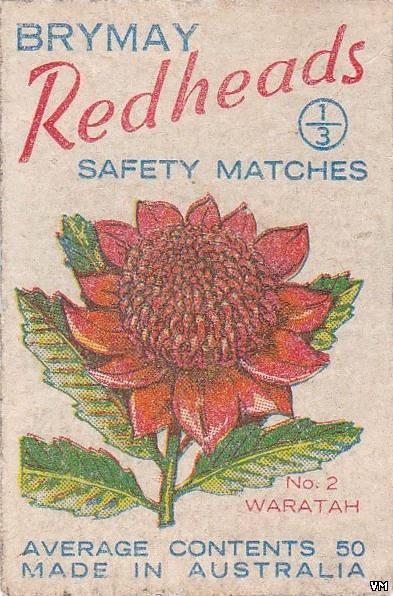 BRYMAY
Redheads
1/3
SAFETY MATCHES
No. 2
WARATAH
AVERAGE CONTENTS 50
MADE IN AUSTRALIA
VM